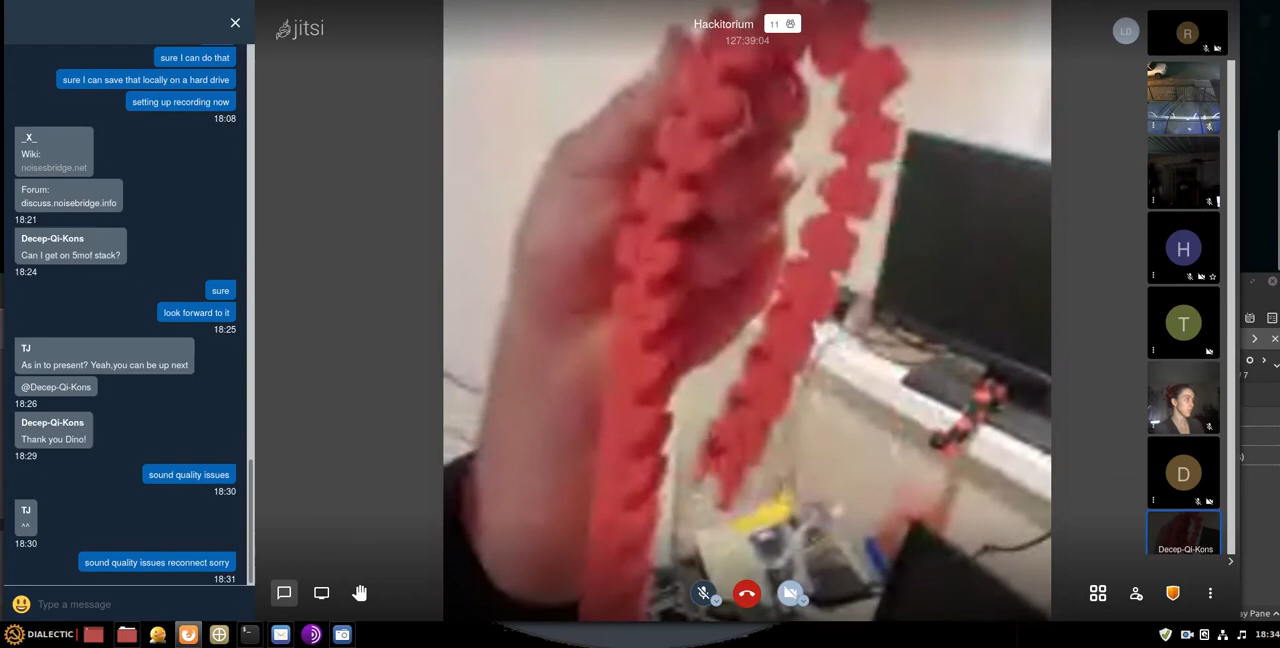 sure I can do that
sure I can save that locally on a hard drive
setting up recording now
18:08
_X_
Wiki:
noisesbridge.net
Forum:
discuss.noisebridge.info
18:21
Decep-Qi-Kons
Can I get on 5mof stack?
18:24
sure
look forward to it
18:25
TJ
As in to present? Yeah,you can be up next
@Decep-Qi-Kons
18:26
Decep-Qi-Kons
Thank you Dino!
18:29
sound quality issues
18:30
TJ
^^
18:30
sound quality issues reconnect sorry
18:31
Type a message
jitsi
Hackitorium 11
127:39:04
LD
R
H
T
D
Decep-Qi-Kons
/ 7
ay Pane
DIALECTIC
18:34